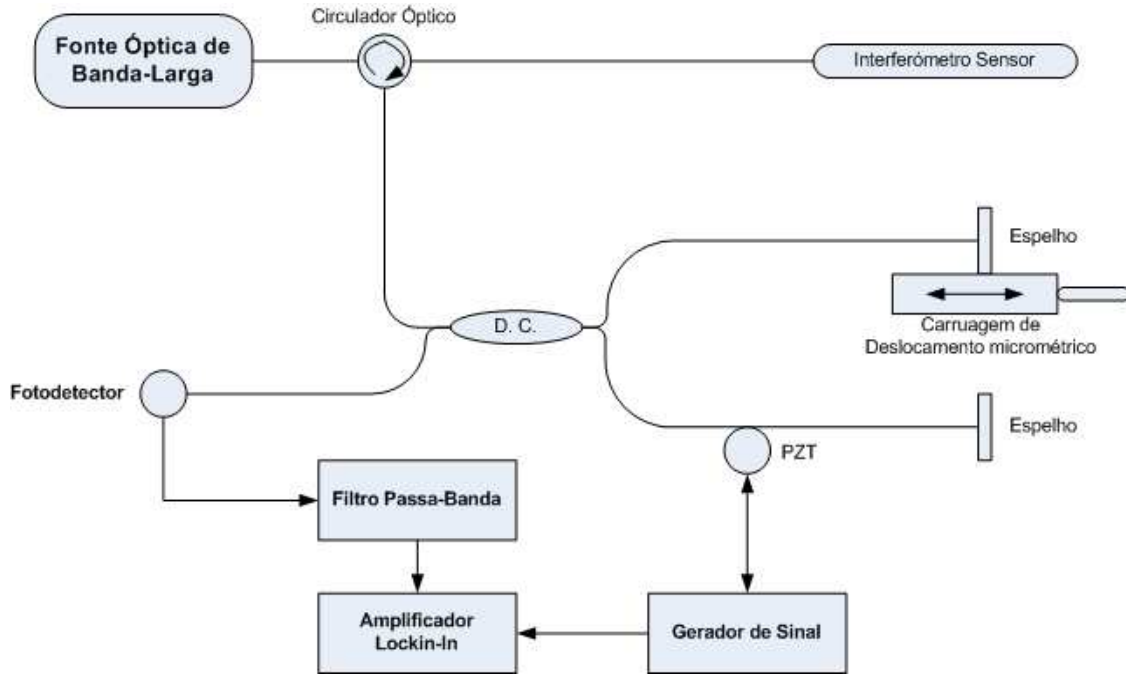 Circulador Óptico
Fonte Óptica de
Banda-Larga
Interferómetro Sensor
Espelho
D. C.
Carruagem de
Deslocamento micrométrico
Fotodetector
Espelho
PZT
Filtro Passa-Banda
Amplificador
Lockin-In
Gerador de Sinal